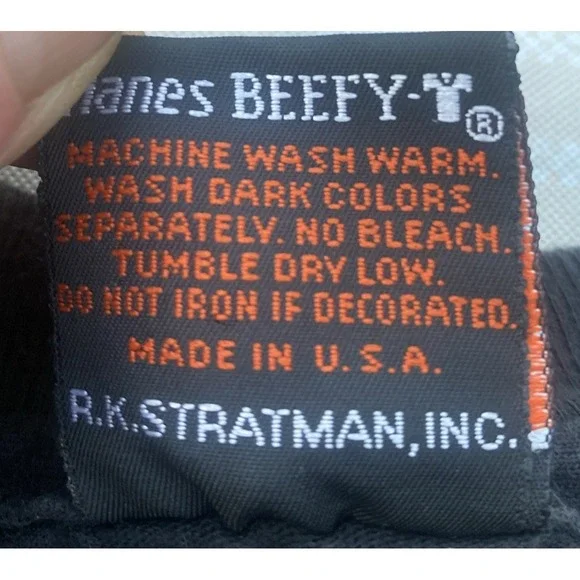 Hanes BEEFY-T®
MACHINE WASH WARM.
WASH DARK COLORS
SEPARATELY. NO BLEACH.
TUMBLE DRY LOW.
DO NOT IRON IF DECORATED.
MADE IN U.S.A.
R.K.STRATMAN, INC.